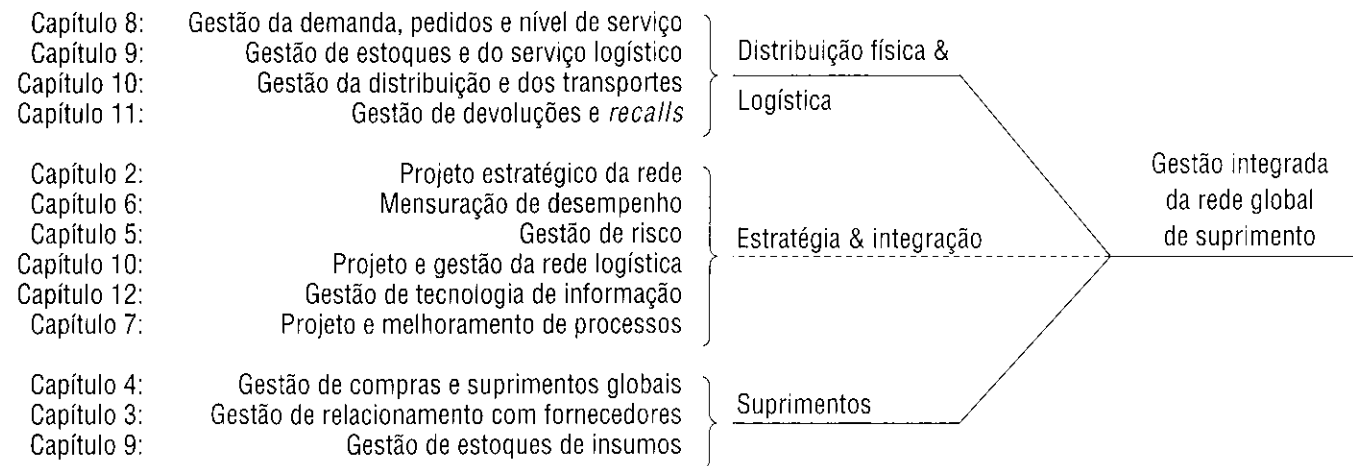 Capítulo 8: Gestão da demanda, pedidos e nível de serviço
Capítulo 9: Gestão de estoques e do serviço logístico
Capítulo 10: Gestão da distribuição e dos transportes
Capítulo 11: Gestão de devoluções e recalls
Distribuição física &
Logística
Capítulo 2: Projeto estratégico da rede
Capítulo 6: Mensuração de desempenho
Capítulo 5: Gestão de risco
Capítulo 10: Projeto e gestão da rede logística
Capítulo 12: Gestão de tecnologia de informação
Capítulo 7: Projeto e melhoramento de processos
Estratégia & integração
Capítulo 4: Gestão de compras e suprimentos globais
Capítulo 3: Gestão de relacionamento com fornecedores
Capítulo 9: Gestão de estoques de insumos
Suprimentos
Gestão integrada
da rede global
de suprimento